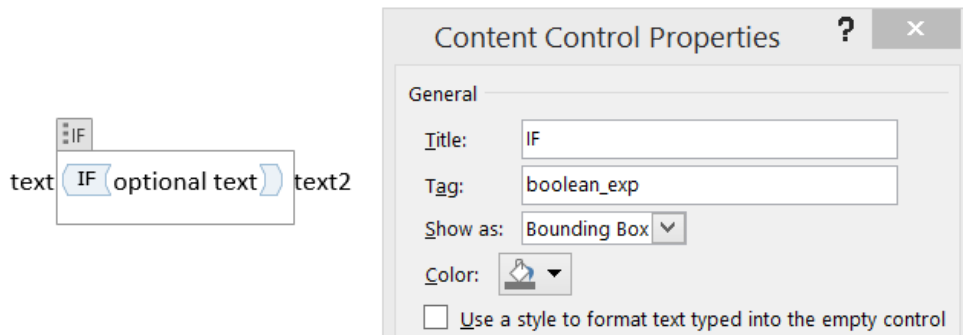 IF
text IF optional text text2
Content Control Properties ? ×
General
Title: IF
Tag: boolean_exp
Show as: Bounding Box
Color:
Use a style to format text typed into the empty control